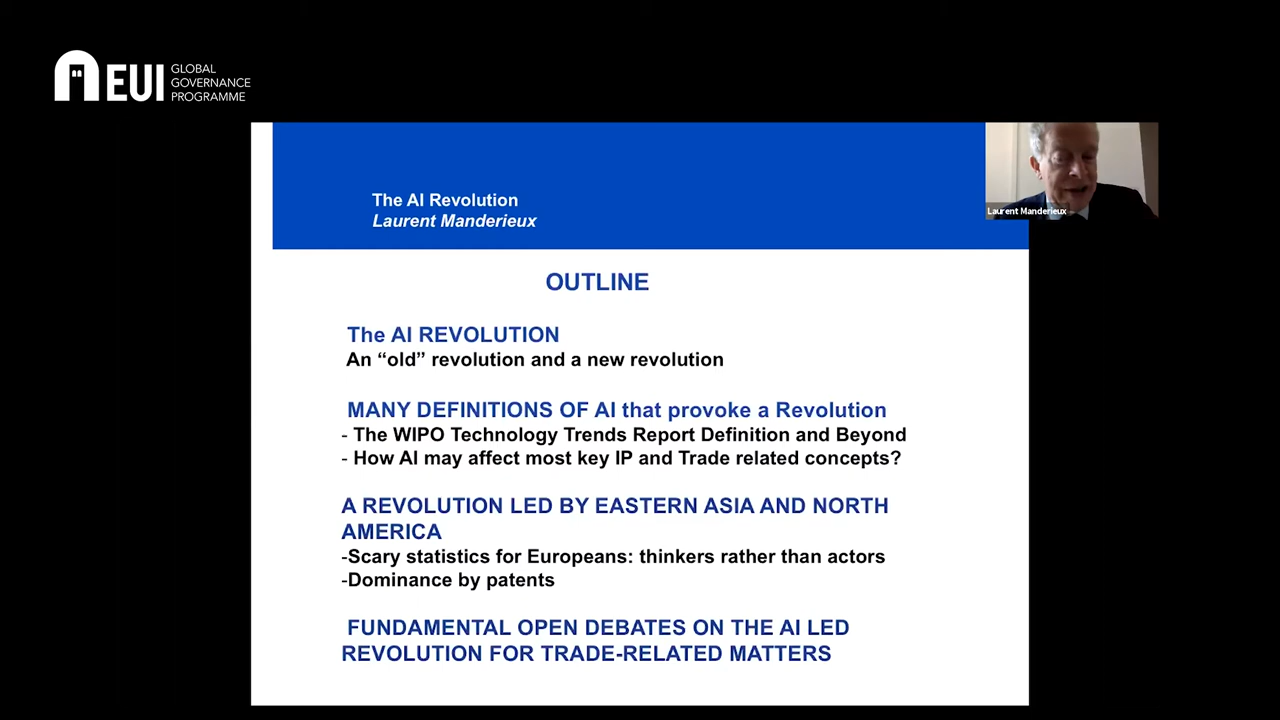 EUI
GLOBAL
GOVERNANCE
PROGRAMME
The AI Revolution
Laurent Manderieux
Laurent Manderieux
OUTLINE
The AI REVOLUTION
An “old” revolution and a new revolution
MANY DEFINITIONS OF AI that provoke a Revolution
- The WIPO Technology Trends Report Definition and Beyond
- How AI may affect most key IP and Trade related concepts?
A REVOLUTION LED BY EASTERN ASIA AND NORTH
AMERICA
-Scary statistics for Europeans: thinkers rather than actors
-Dominance by patents
FUNDAMENTAL OPEN DEBATES ON THE AI LED
REVOLUTION FOR TRADE-RELATED MATTERS